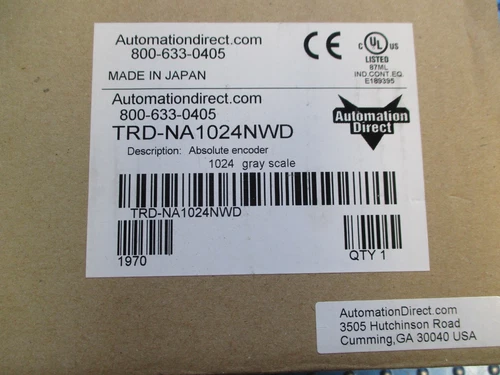 AutomationDirect.com
800-633-0405
MADE IN JAPAN
CE
C UL US
LISTED
87ML
IND.CONT.EQ.
E189395
Automationdirect.com
800-633-0405
TRD-NA1024NWD
Description: Absolute encoder
1024 gray scale
Automation
Direct
TRD-NA1024NWD
1970
QTY 1
AutomationDirect.com
3505 Hutchinson Road
Cumming,GA 30040 USA